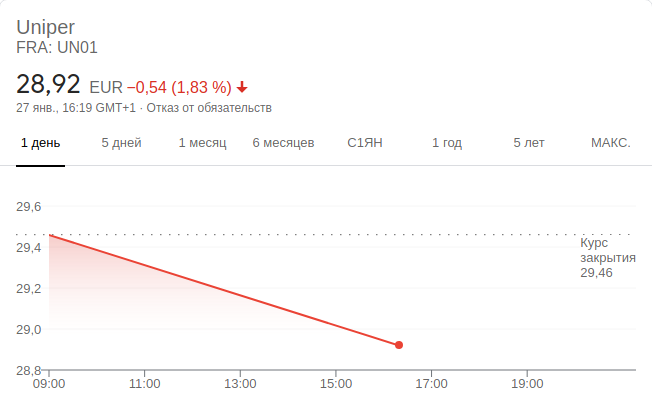 Uniper
FRA: UN01
28,92 EUR −0,54 (1,83 %)
27 янв., 16:19 GMT+1 · Отказ от обязательств
1 день 5 дней 1 месяц 6 месяцев С1ЯН 1 год 5 лет МАКС.
29,6
29,4
29,2
29,0
28,8
Курс
закрытия
29,46
09:00 11:00 13:00 15:00 17:00 19:00